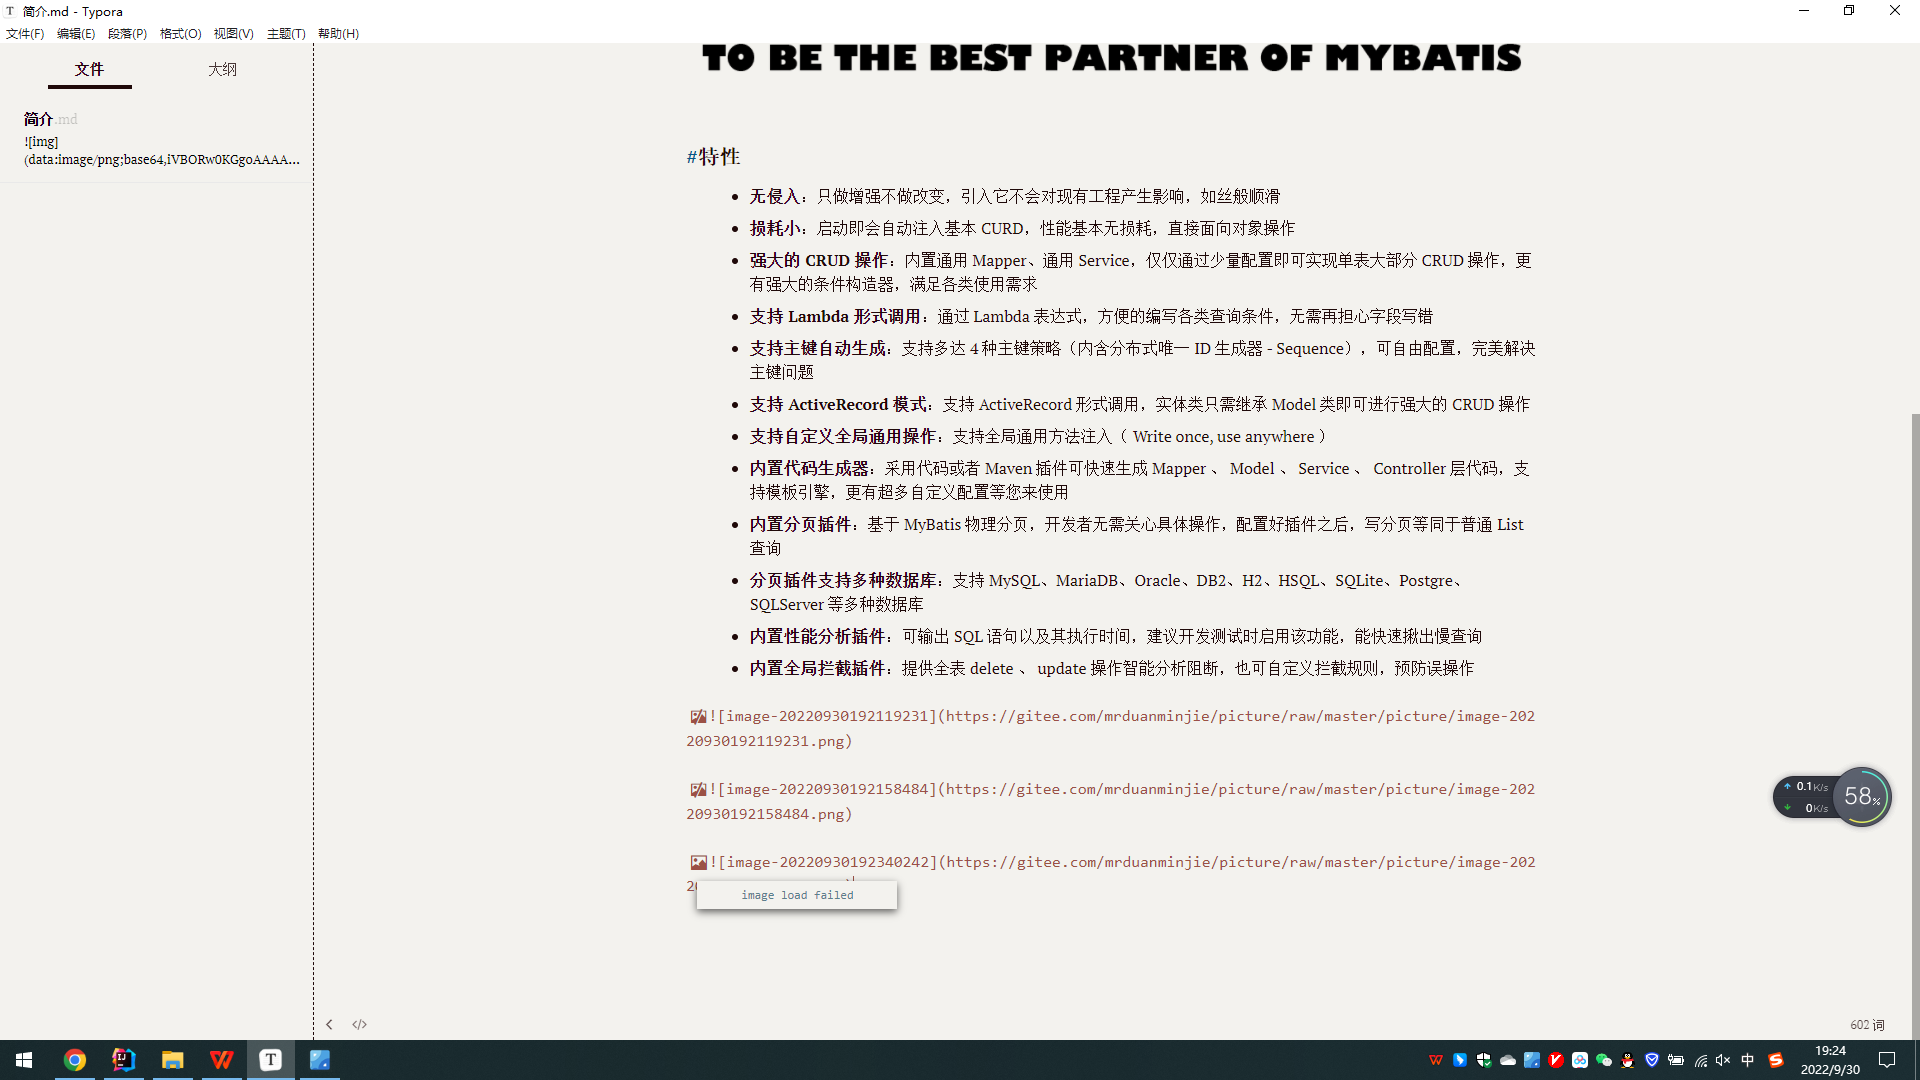 简介.md - Typora
文件(F) 编辑(E) 段落(P) 格式(O) 视图(V) 主题(T) 帮助(H)
文件 大纲
简介.md
![img]
(data:image/png;base64,iVBORw0KGgoAAAA...
TO BE THE BEST PARTNER OF MYBATIS
#特性
无侵入：只做增强不做改变，引入它不会对现有工程产生影响，如丝般顺滑
损耗小：启动即会自动注入基本 CURD，性能基本无损耗，直接面向对象操作
强大的 CRUD 操作：内置通用 Mapper、通用 Service，仅仅通过少量配置即可实现单表大部分 CRUD 操作，更
有强大的条件构造器，满足各类使用需求
支持 Lambda 形式调用：通过 Lambda 表达式，方便的编写各类查询条件，无需再担心字段写错
支持主键自动生成：支持多达 4 种主键策略（内含分布式唯一 ID 生成器 - Sequence），可自由配置，完美解决
主键问题
支持 ActiveRecord 模式：支持 ActiveRecord 形式调用，实体类只需继承 Model 类即可进行强大的 CRUD 操作
支持自定义全局通用操作：支持全局通用方法注入（ Write once, use anywhere ）
内置代码生成器：采用代码或者 Maven 插件可快速生成 Mapper 、 Model 、 Service 、 Controller 层代码，支
持模板引擎，更有超多自定义配置等您来使用
内置分页插件：基于 MyBatis 物理分页，开发者无需关心具体操作，配置好插件之后，写分页等同于普通 List
查询
分页插件支持多种数据库：支持 MySQL、MariaDB、Oracle、DB2、H2、HSQL、SQLite、Postgre、
SQLServer 等多种数据库
内置性能分析插件：可输出 SQL 语句以及其执行时间，建议开发测试时启用该功能，能快速揪出慢查询
内置全局拦截插件：提供全表 delete 、 update 操作智能分析阻断，也可自定义拦截规则，预防误操作
![image-20220930192119231](https://gitee.com/mrduanminjie/picture/raw/master/picture/image-202
20930192119231.png)
![image-20220930192158484](https://gitee.com/mrduanminjie/picture/raw/master/picture/image-202
20930192158484.png)
![image-20220930192340242](https://gitee.com/mrduanminjie/picture/raw/master/picture/image-202
image load failed
0.1K/s
0K/s
58%
602 词
中
19:24
2022/9/30